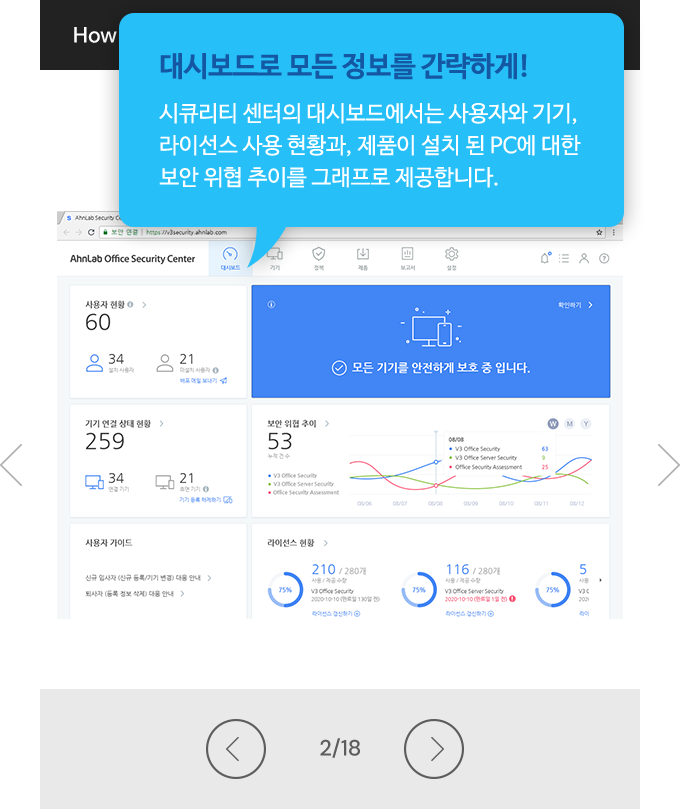 How
대시보드로 모든 정보를 간략하게!
시큐리티 센터의 대시보드에서는 사용자와 기기,
라이선스 사용 현황과, 제품이 설치 된 PC에 대한
보안 위협 추이를 그래프로 제공합니다.
S AhnLab Security Ce
보안 연결 | https://v3security.ahnlab.com
AhnLab Office Security Center
대시보드 기기 정책 제품 보고서 설정
사용자 현황
60
34 설치 사용자
21 미설치 사용자
배포 메일 보내기
확인하기
모든 기기를 안전하게 보호 중 입니다.
기기 연결 상태 현황
259
34 연결 기기
21 휴면 기기
기기 등록 하게하기
보안 위협 추이
W M Y
53
누적 건 수
V3 Office Security
V3 Office Server Security
Office Security Assessment
08/08
V3 Office Security 63
V3 Office Server Security 9
Office Security Assessment 25
08/06 08/07 08/08 08/09 08/10 08/11 08/12
사용자 가이드
신규 입사자 (신규 등록/기기 변경) 대응 안내
퇴사자 (등록 정보 삭제) 대응 안내
라이선스 현황
75%
210 / 280개
사용 / 제공 수량
V3 Office Security
2020-10-10 (만료일 130일 전)
라이선스 갱신하기
75%
116 / 280개
사용 / 제공 수량
V3 Office Server Security
2020-10-10 (만료일 1일 전)
라이선스 갱신하기
75%
5
사용
V3 O
202
라이
2/18